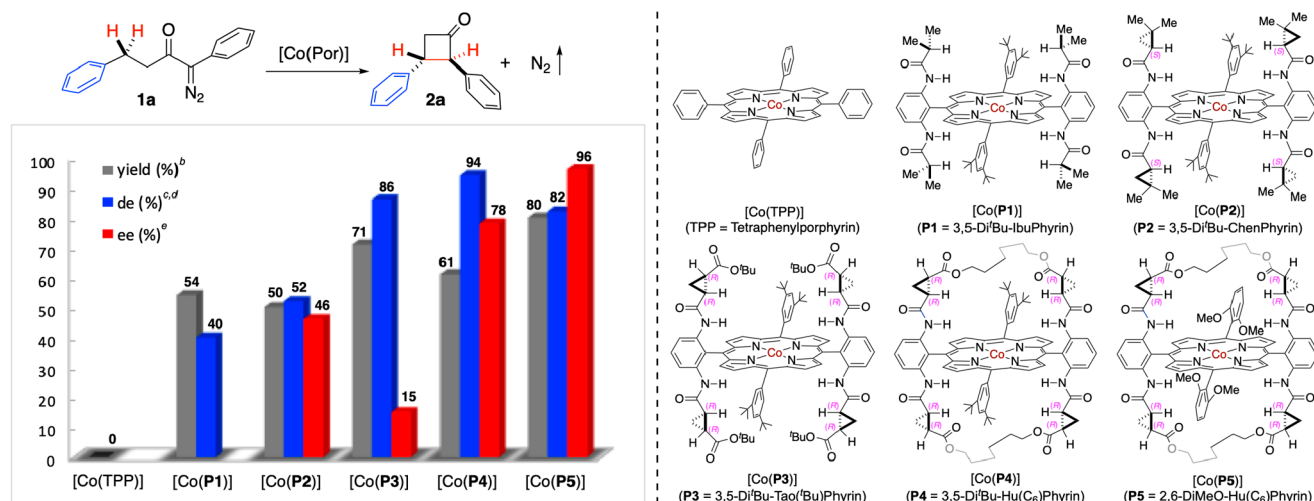 H H O
[Co(Por)]
N₂
1a
O
H H
2a
+ N₂
yield (%)ᵇ
de (%)ᶜ,ᵈ
ee (%)ᵉ
100
90
80
70
60
50
40
30
20
10
0
0
54 40
50 52 46
71 86 15
61 94 78
80 82 96
[Co(TPP)] [Co(P1)] [Co(P2)] [Co(P3)] [Co(P4)] [Co(P5)]
[Co(TPP)]
(TPP = Tetraphenylporphyrin)
[Co(P1)]
(P1 = 3,5-DiᵗBu-IbuPhyrin)
[Co(P2)]
(P2 = 3,5-DiᵗBu-ChenPhyrin)
[Co(P3)]
(P3 = 3,5-DiᵗBu-Tao(ᵗBu)Phyrin)
[Co(P4)]
(P4 = 3,5-DiᵗBu-Hu(C₆)Phyrin)
[Co(P5)]
(P5 = 2,6-DiMeO-Hu(C₆)Phyrin)